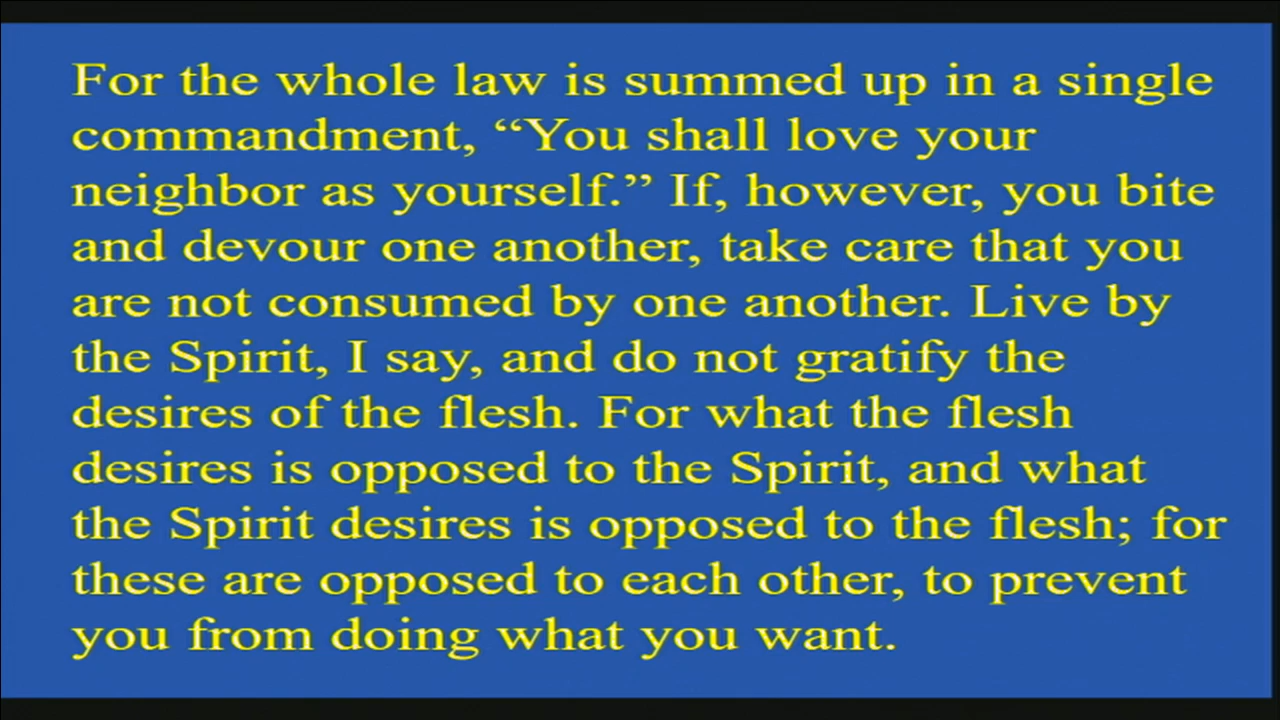 For the whole law is summed up in a single
commandment, “You shall love your
neighbor as yourself.” If, however, you bite
and devour one another, take care that you
are not consumed by one another. Live by
the Spirit, I say, and do not gratify the
desires of the flesh. For what the flesh
desires is opposed to the Spirit, and what
the Spirit desires is opposed to the flesh; for
these are opposed to each other, to prevent
you from doing what you want.